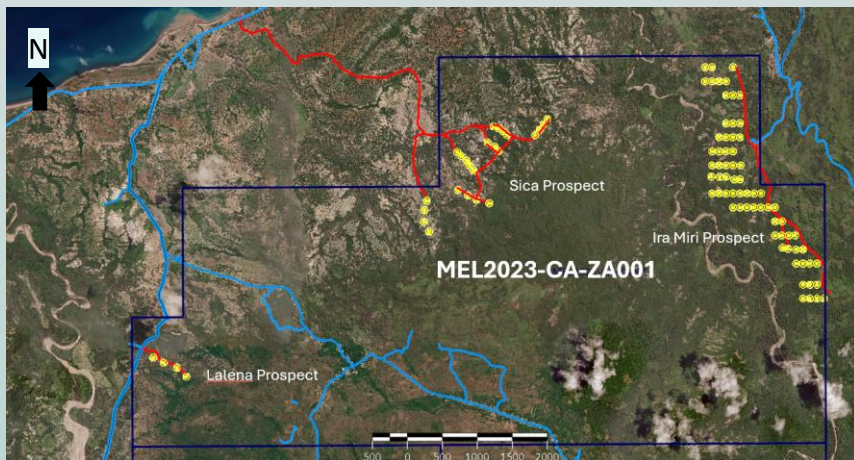 N
Sica Prospect
Ira Miri Prospect
MEL2023-CA-ZA001
Lalena Prospect
500 0 500 1000 1500 2000